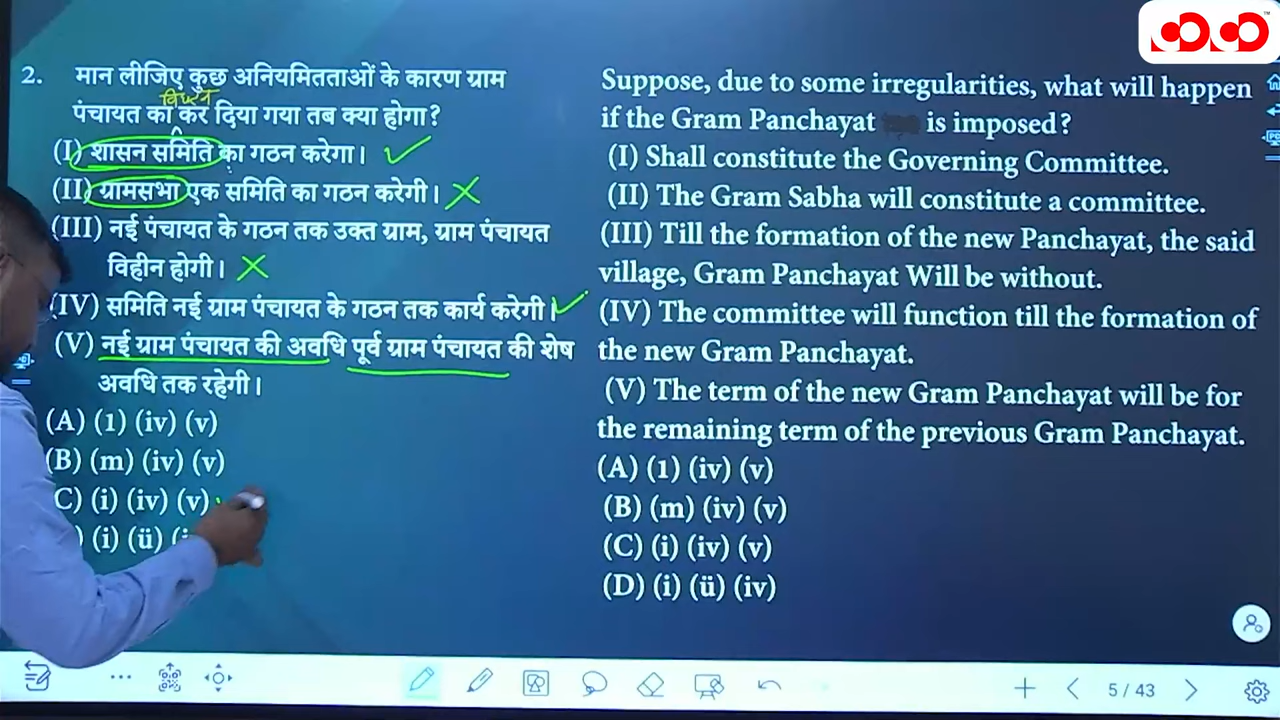 2. मान लीजिए कुछ अनियमितताओं के कारण ग्राम
विघटन
पंचायत का कर दिया गया तब क्या होगा?
(I) शासन समिति का गठन करेगा।
(II) ग्रामसभा एक समिति का गठन करेगी।
(III) नई पंचायत के गठन तक उक्त ग्राम, ग्राम पंचायत
विहीन होगी।
(IV) समिति नई ग्राम पंचायत के गठन तक कार्य करेगी।
(V) नई ग्राम पंचायत की अवधि पूर्व ग्राम पंचायत की शेष
अवधि तक रहेगी।
(A) (1) (iv) (v)
(B) (m) (iv) (v)
C) (i) (iv) (v)
) (i) (ü)
Suppose, due to some irregularities, what will happen
if the Gram Panchayat is imposed?
(I) Shall constitute the Governing Committee.
(II) The Gram Sabha will constitute a committee.
(III) Till the formation of the new Panchayat, the said
village, Gram Panchayat Will be without.
(IV) The committee will function till the formation of
the new Gram Panchayat.
(V) The term of the new Gram Panchayat will be for
the remaining term of the previous Gram Panchayat.
(A) (1) (iv) (v)
(B) (m) (iv) (v)
(C) (i) (iv) (v)
(D) (i) (ü) (iv)
5 / 43